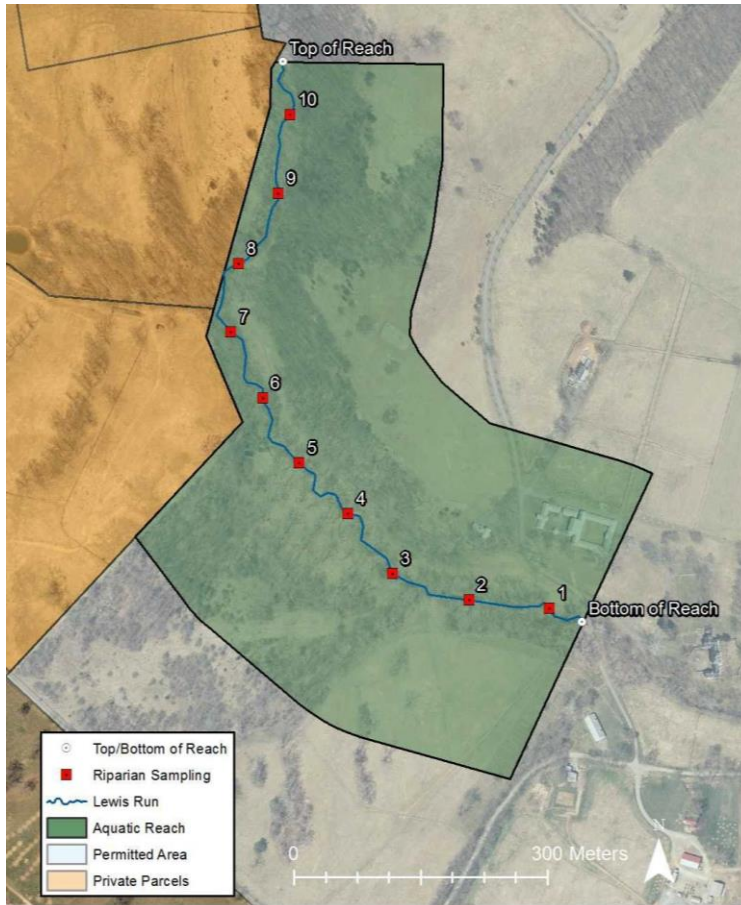 Top of Reach
10
9
8
7
6
5
4
3
2
1
Bottom of Reach
Top/Bottom of Reach
Riparian Sampling
Lewis Run
Aquatic Reach
Permitted Area
Private Parcels
0 300 Meters
N